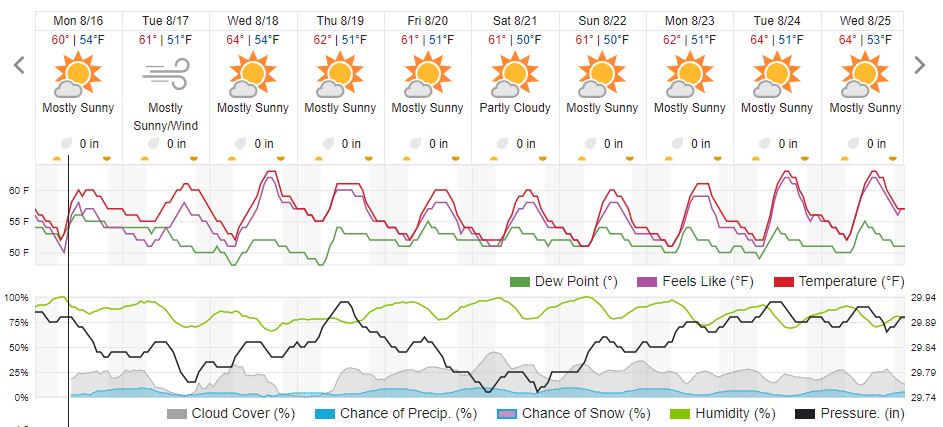 Mon 8/16 Tue 8/17 Wed 8/18 Thu 8/19 Fri 8/20 Sat 8/21 Sun 8/22 Mon 8/23 Tue 8/24 Wed 8/25
60° | 54°F 61° | 51°F 64° | 54°F 62° | 51°F 61° | 51°F 61° | 50°F 61° | 50°F 62° | 51°F 64° | 51°F 64° | 53°F
Mostly Sunny Mostly Sunny/Wind Mostly Sunny Mostly Sunny Mostly Sunny Partly Cloudy Mostly Sunny Mostly Sunny Mostly Sunny Mostly Sunny
0 in 0 in 0 in 0 in 0 in 0 in 0 in 0 in 0 in 0 in
60 F
55 F
50 F
Dew Point (°) Feels Like (°F) Temperature (°F)
100% 29.94
75% 29.89
50% 29.84
25% 29.79
0% 29.74
Cloud Cover (%) Chance of Precip. (%) Chance of Snow (%) Humidity (%) Pressure. (in)